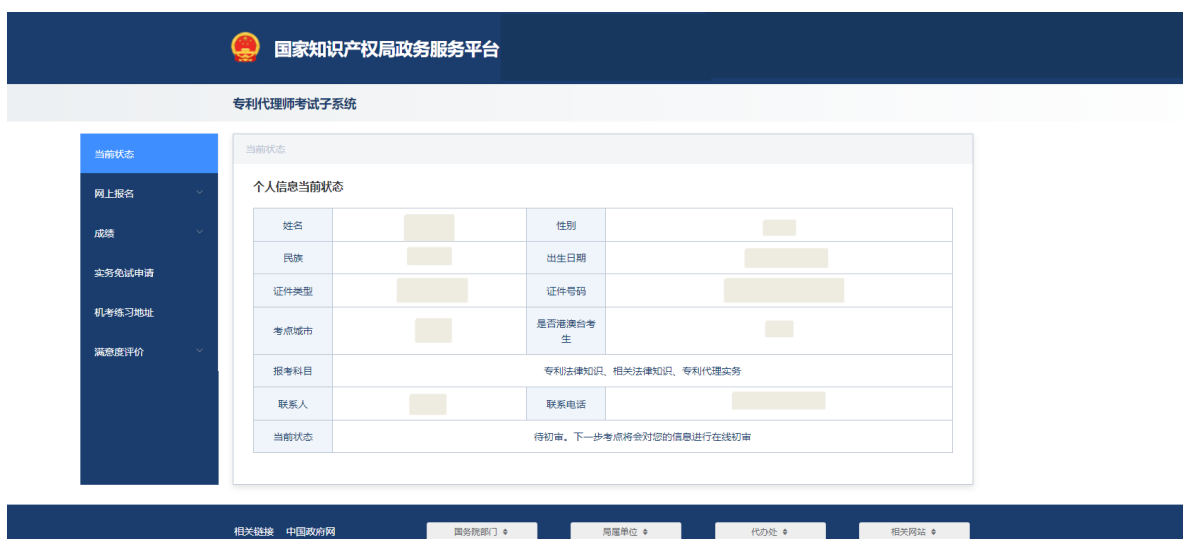 国家知识产权局政务服务平台
专利代理师考试子系统
当前状态
网上报名
成绩
实务免试申请
机考练习地址
满意度评价
当前状态
个人信息当前状态
姓名 性别
民族 出生日期
证件类型 证件号码
考点城市 是否港澳台考
生
报考科目 专利法律知识、相关法律知识、专利代理实务
联系人 联系电话
当前状态 待初审。下一步考点将会对您的信息进行在线初审
相关链接 中国政府网 国务院部门 局属单位 代办处 相关网站